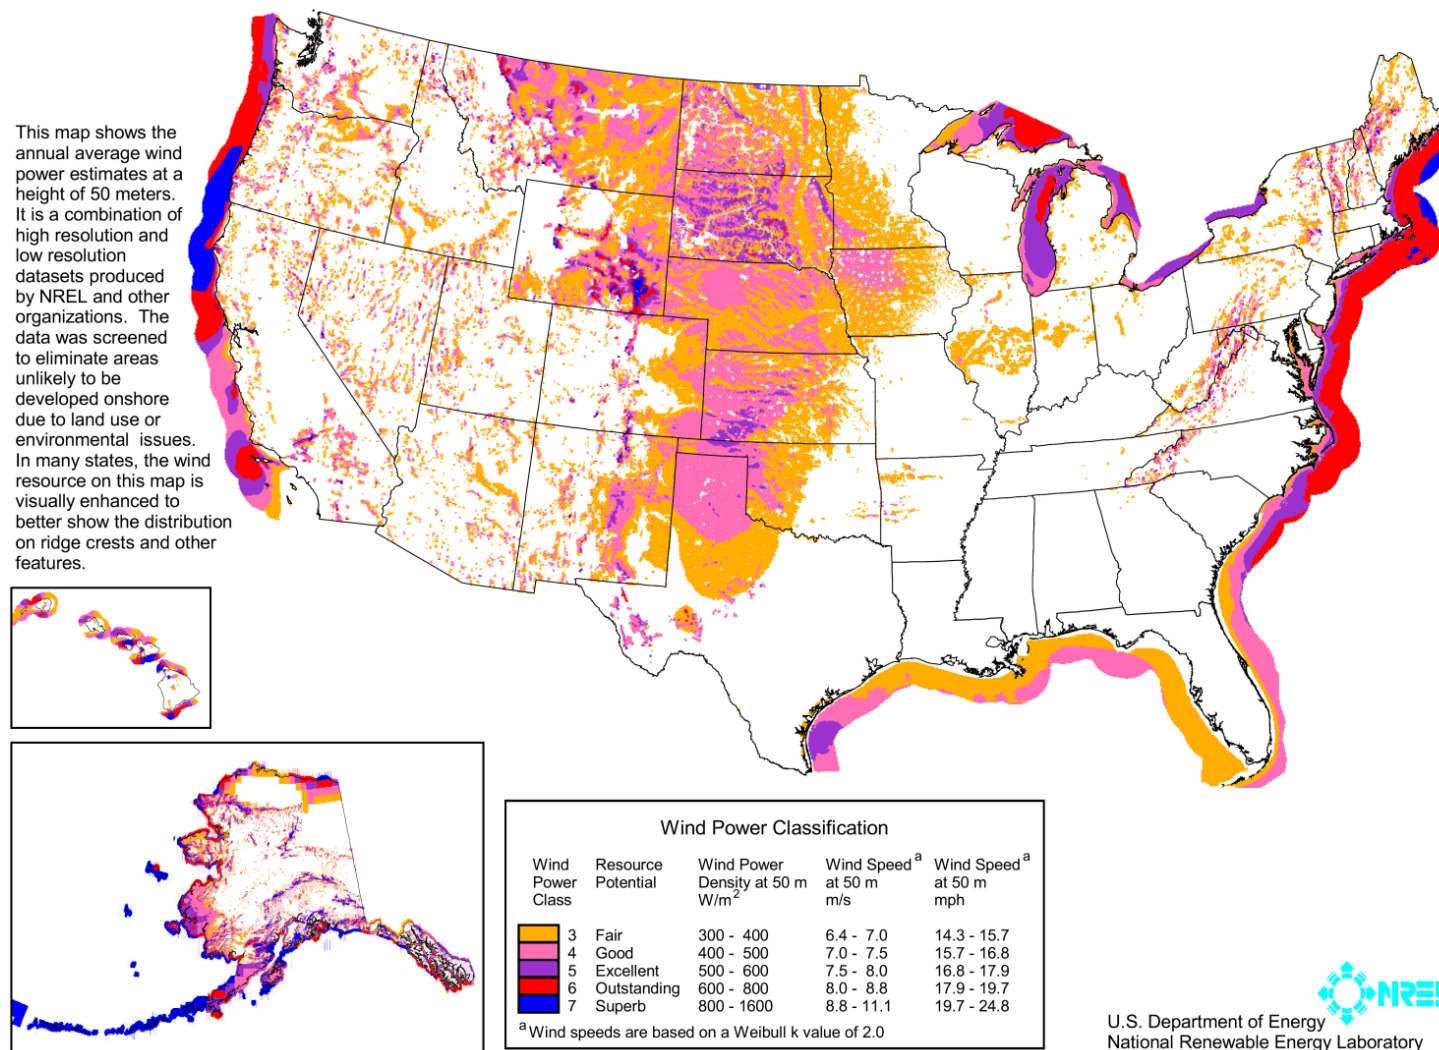 This map shows the
annual average wind
power estimates at a
height of 50 meters.
It is a combination of
high resolution and
low resolution
datasets produced
by NREL and other
organizations. The
data was screened
to eliminate areas
unlikely to be
developed onshore
due to land use or
environmental issues.
In many states, the wind
resource on this map is
visually enhanced to
better show the distribution
on ridge crests and other
features.
Wind Power Classification
Wind Resource Wind Power Wind Speed a Wind Speed a
Power Potential Density at 50 m at 50 m at 50 m
Class W/m2 m/s mph
3 Fair 300 - 400 6.4 - 7.0 14.3 - 15.7
4 Good 400 - 500 7.0 - 7.5 15.7 - 16.8
5 Excellent 500 - 600 7.5 - 8.0 16.8 - 17.9
6 Outstanding 600 - 800 8.0 - 8.8 17.9 - 19.7
7 Superb 800 - 1600 8.8 - 11.1 19.7 - 24.8
a Wind speeds are based on a Weibull k value of 2.0
NREL
U.S. Department of Energy
National Renewable Energy Laboratory